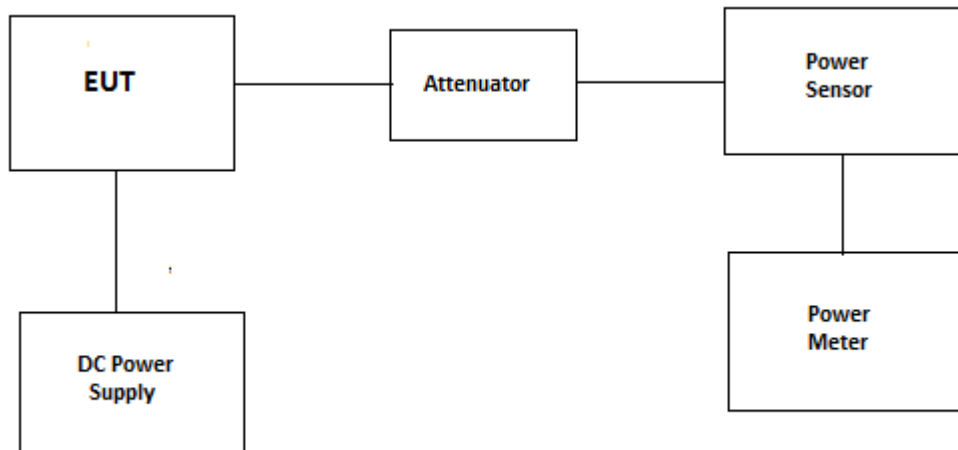 EUT
Attenuator
Power
Sensor
DC Power
Supply
Power
Meter